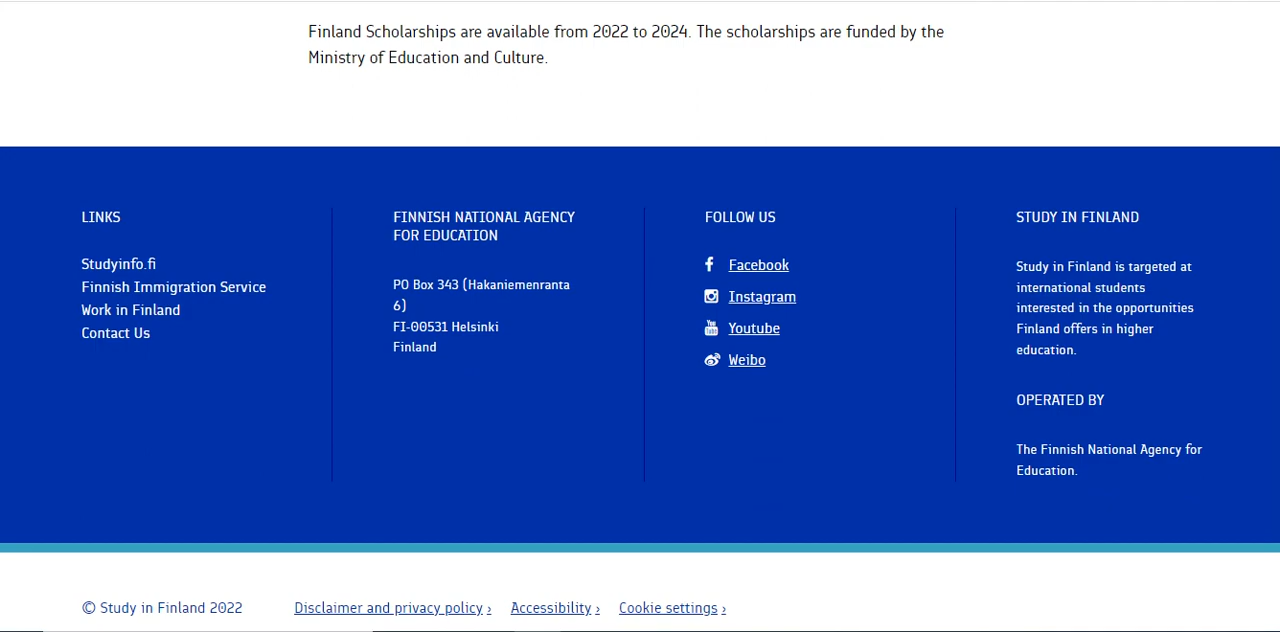 Finland Scholarships are available from 2022 to 2024. The scholarships are funded by the
Ministry of Education and Culture.
LINKS
Studyinfo.fi
Finnish Immigration Service
Work in Finland
Contact Us
FINNISH NATIONAL AGENCY
FOR EDUCATION
PO Box 343 (Hakaniemenranta
6)
FI-00531 Helsinki
Finland
FOLLOW US
Facebook
Instagram
Youtube
Weibo
STUDY IN FINLAND
Study in Finland is targeted at
international students
interested in the opportunities
Finland offers in higher
education.
OPERATED BY
The Finnish National Agency for
Education.
© Study in Finland 2022 Disclaimer and privacy policy › Accessibility › Cookie settings ›